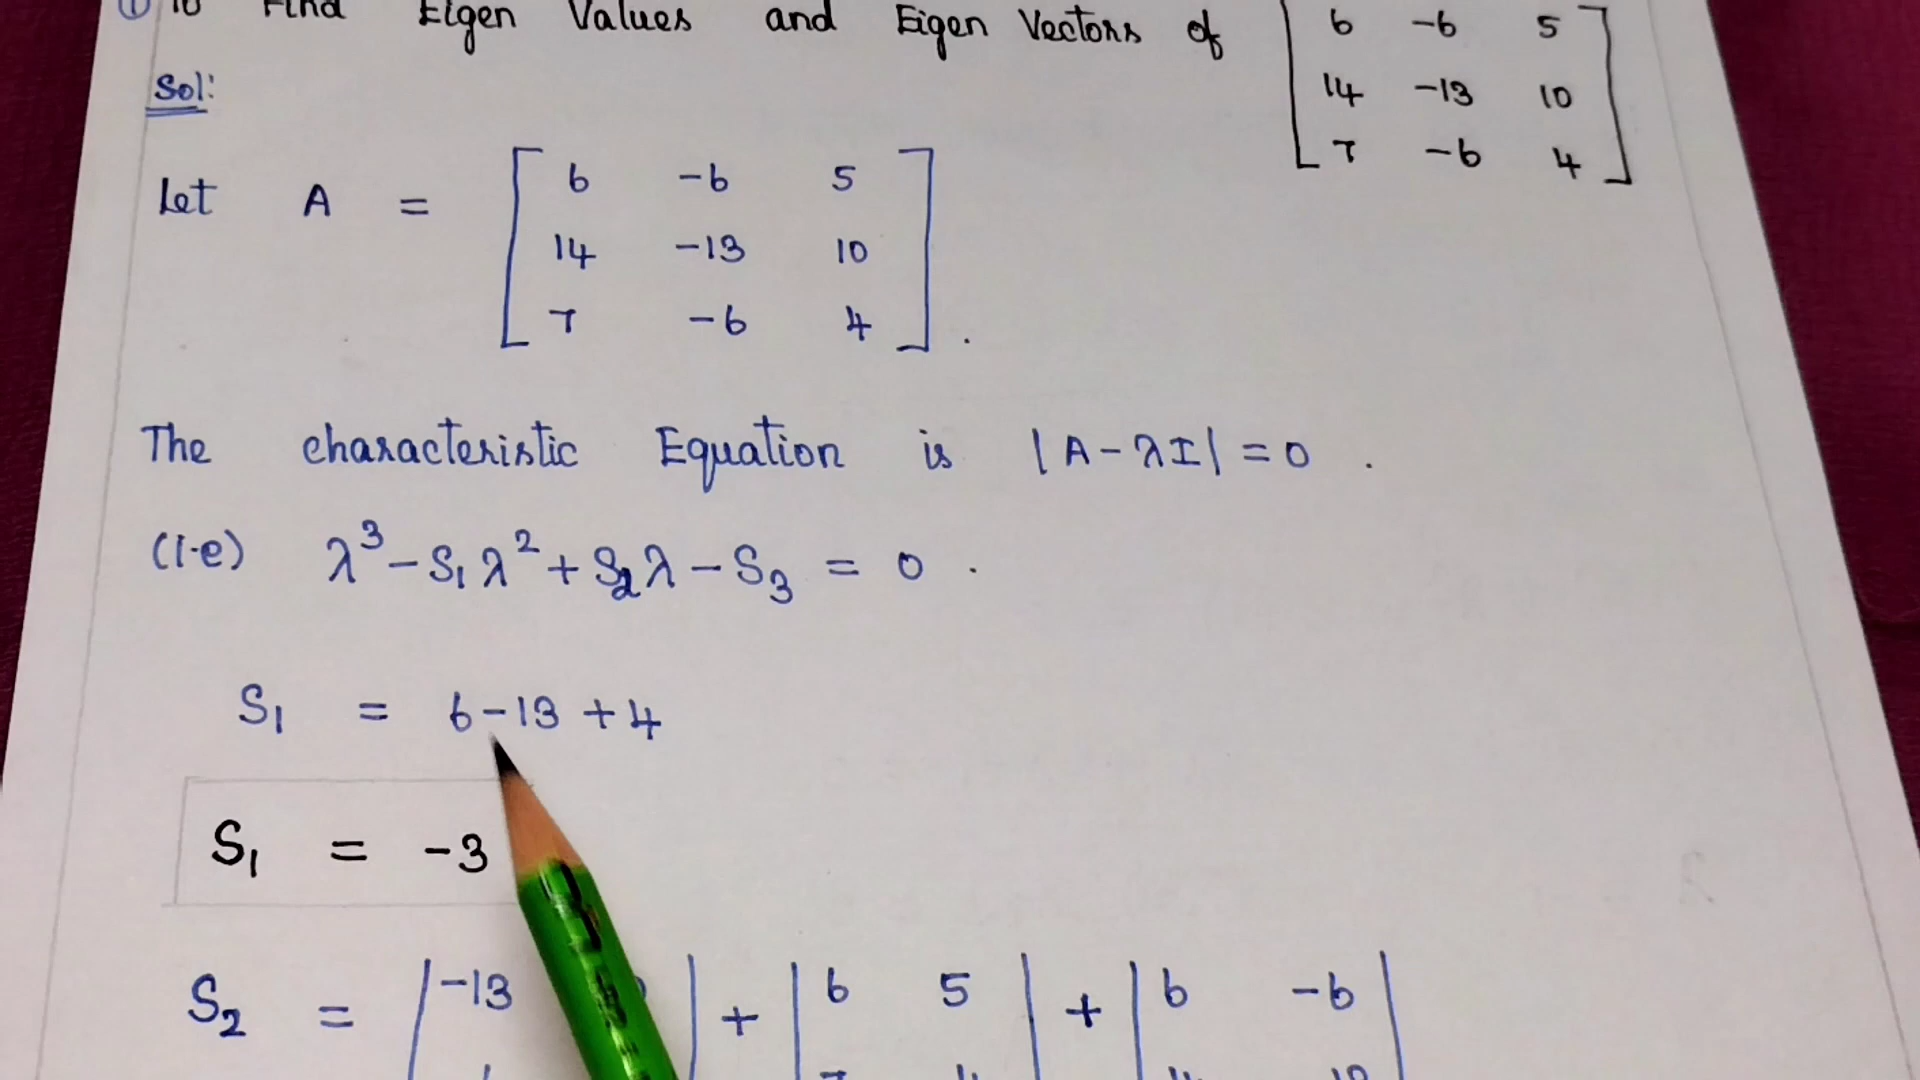 ① To Find Eigen Values and Eigen Vectors of [ 6 -6 5
14 -13 10
7 -6 4 ]
Sol:
Let A = [ 6 -6 5
14 -13 10
7 -6 4 ].
The characteristic Equation is |A-λI| = 0 .
(i.e) λ³ - S₁λ² + S₂λ - S₃ = 0 .
S₁ = 6-13+4
S₁ = -3
S₂ = | -13 | + | 6 5 | + | 6 -6 |